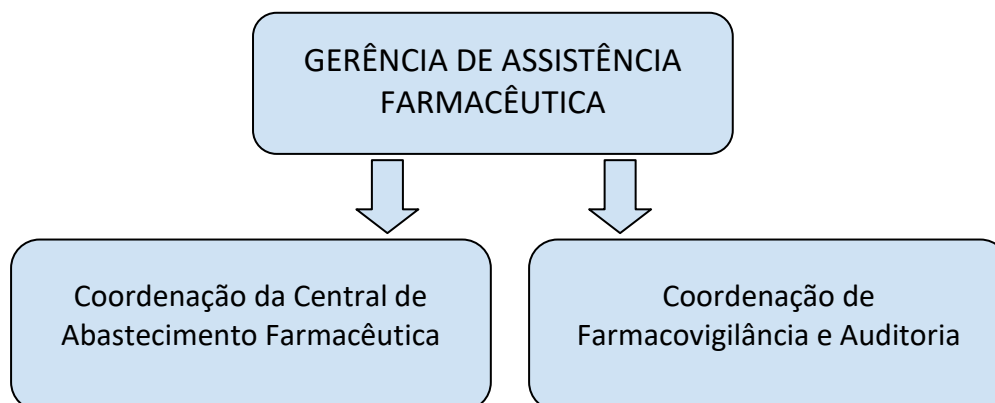 GERÊNCIA DE ASSISTÊNCIA
FARMACÊUTICA
Coordenação da Central de
Abastecimento Farmacêutica
Coordenação de
Farmacovigilância e Auditoria